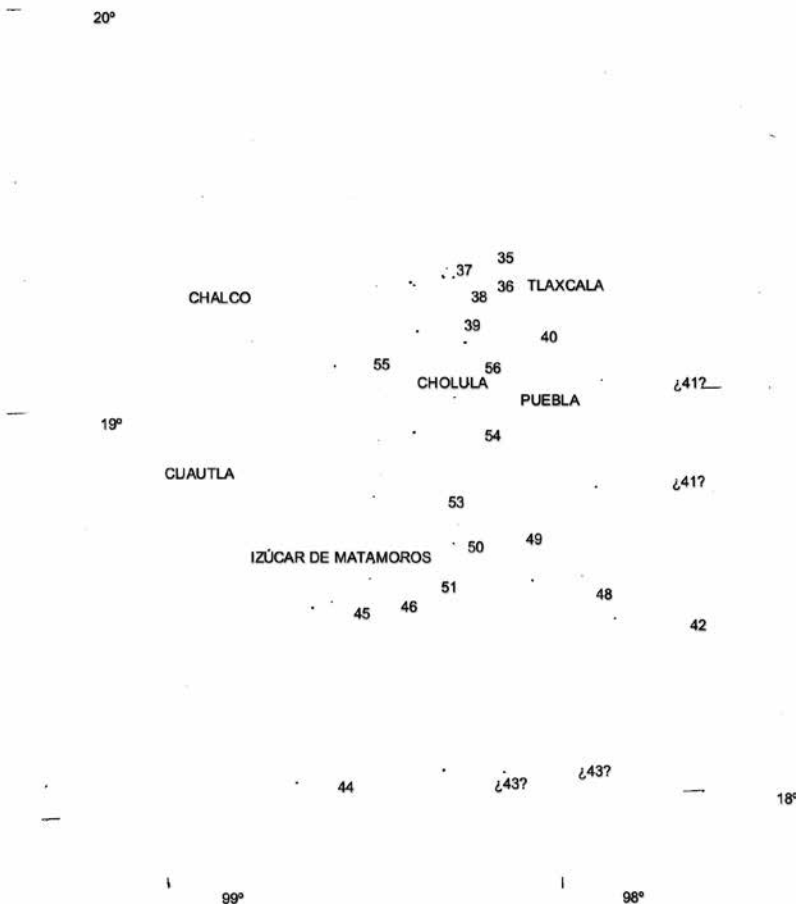 20º
35
37
36 TLAXCALA
CHALCO
38
39
40
55
56
CHOLULA
¿41?
PUEBLA
19º
54
CUAUTLA
¿41?
53
49
50
IZÚCAR DE MATAMOROS
51
48
46
45
42
¿43?
44
¿43?
18º
99º
98º